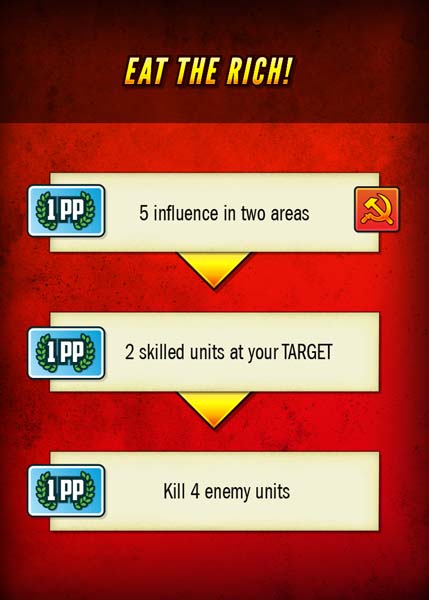 EAT THE RICH!
1 PP
5 influence in two areas
1 PP
2 skilled units at your TARGET
1 PP
Kill 4 enemy units